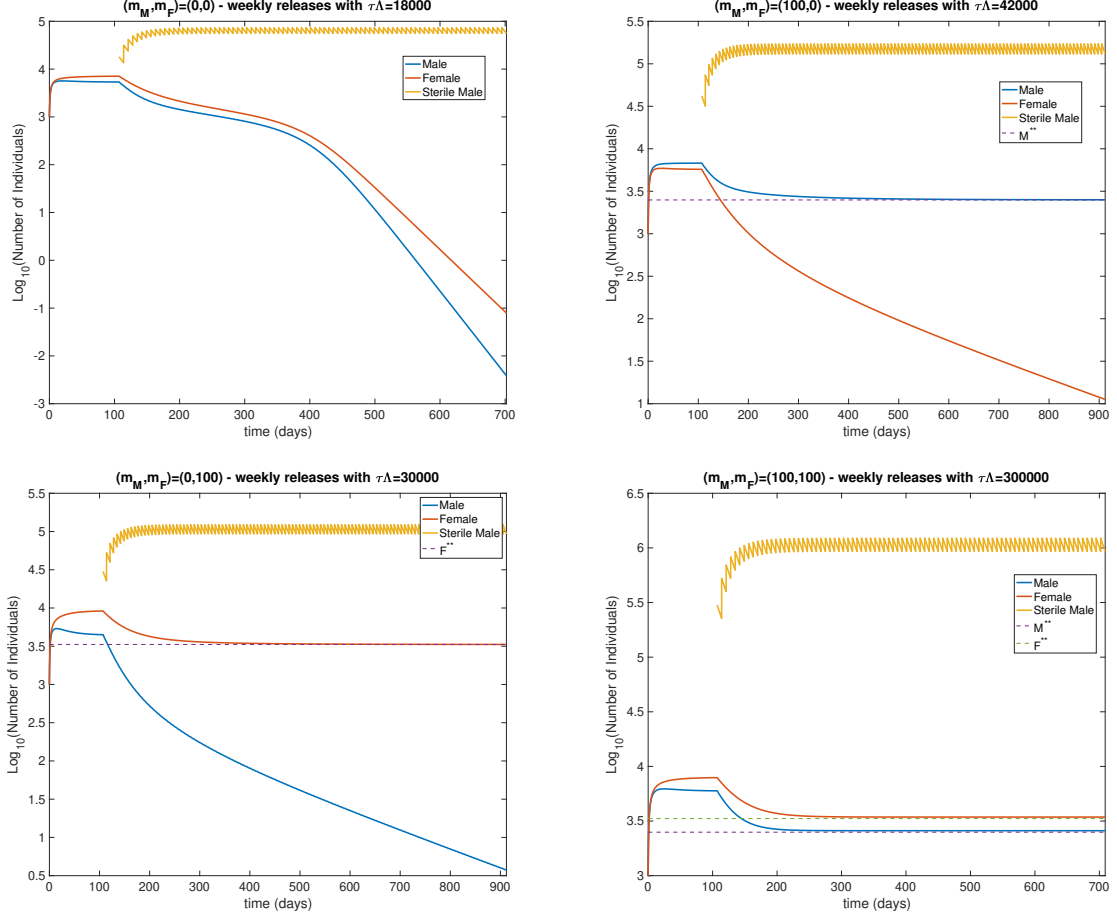 (m_M,m_F)=(0,0) - weekly releases with τΛ=18000
Log_10(Number of Individuals)
5
4
3
2
1
0
-1
-2
-3
0 100 200 300 400 500 600 700
time (days)
Male
Female
Sterile Male
(m_M,m_F)=(100,0) - weekly releases with τΛ=42000
Log_10(Number of Individuals)
5.5
5
4.5
4
3.5
3
2.5
2
1.5
1
0 100 200 300 400 500 600 700 800 900
time (days)
Male
Female
Sterile Male
M**
(m_M,m_F)=(0,100) - weekly releases with τΛ=30000
Log_10(Number of Individuals)
5.5
5
4.5
4
3.5
3
2.5
2
1.5
1
0.5
0 100 200 300 400 500 600 700 800 900
time (days)
Male
Female
Sterile Male
F**
(m_M,m_F)=(100,100) - weekly releases with τΛ=300000
Log_10(Number of Individuals)
6.5
6
5.5
5
4.5
4
3.5
3
0 100 200 300 400 500 600 700
time (days)
Male
Female
Sterile Male
M**
F**